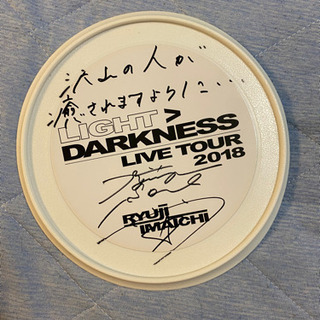 沢山の人が
癒されますように...
LIGHT >
DARKNESS
LIVE TOUR
2018
RYUJI
IMAICHI